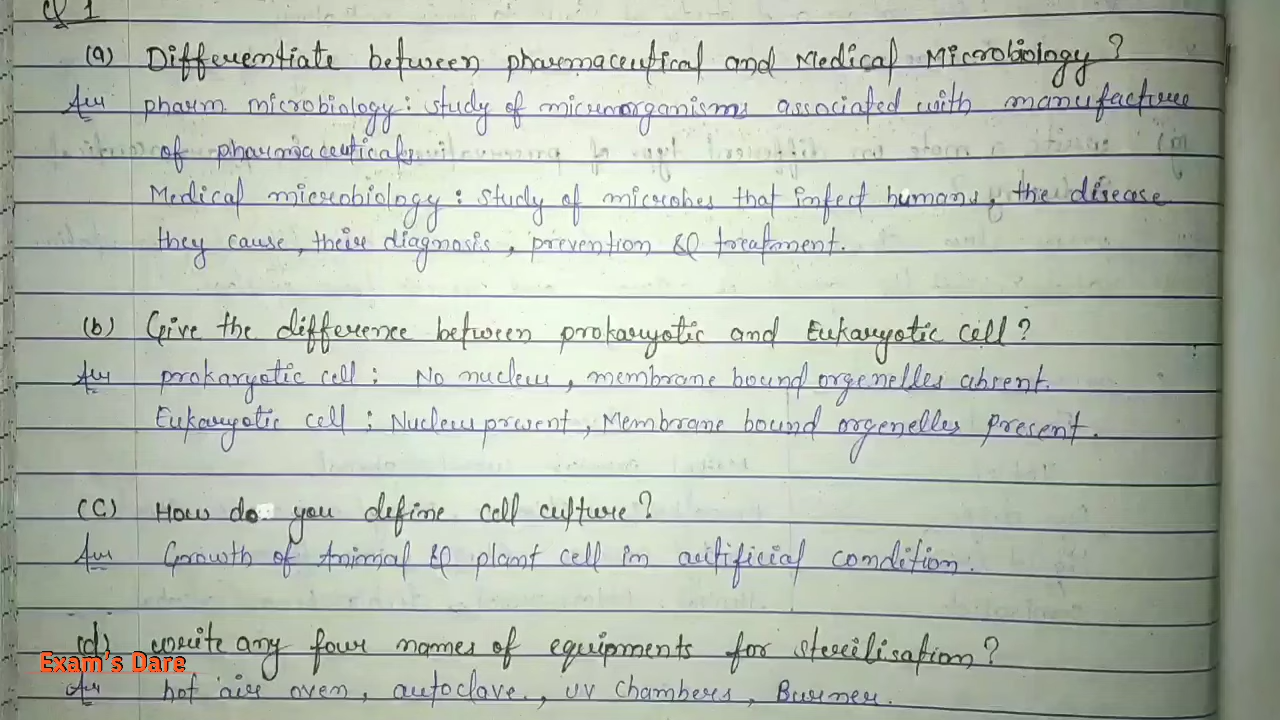 Q 1
(a) Differentiate between pharmaceutical and Medical Microbiology?
Ans pharm microbiology: study of microorganisms associated with manufacture
of pharmaceuticals.
Medical microbiology: study of microbes that infect humans, the disease
they cause, their diagnosis, prevention & treatment.
(b) Give the difference between prokaryotic and Eukaryotic cell?
Ans prokaryotic cell: No nucleus, membrane bound orgenelles absent.
Eukaryotic cell: Nucleus present, Membrane bound orgenelles present.
(C) How do you define cell culture?
Ans Growth of Animal & plant cell in artificial condition.
(d) write any four names of equipments for sterilisation?
Exam's Dare
Ans hot air oven, autoclave, UV chambers, Burner.